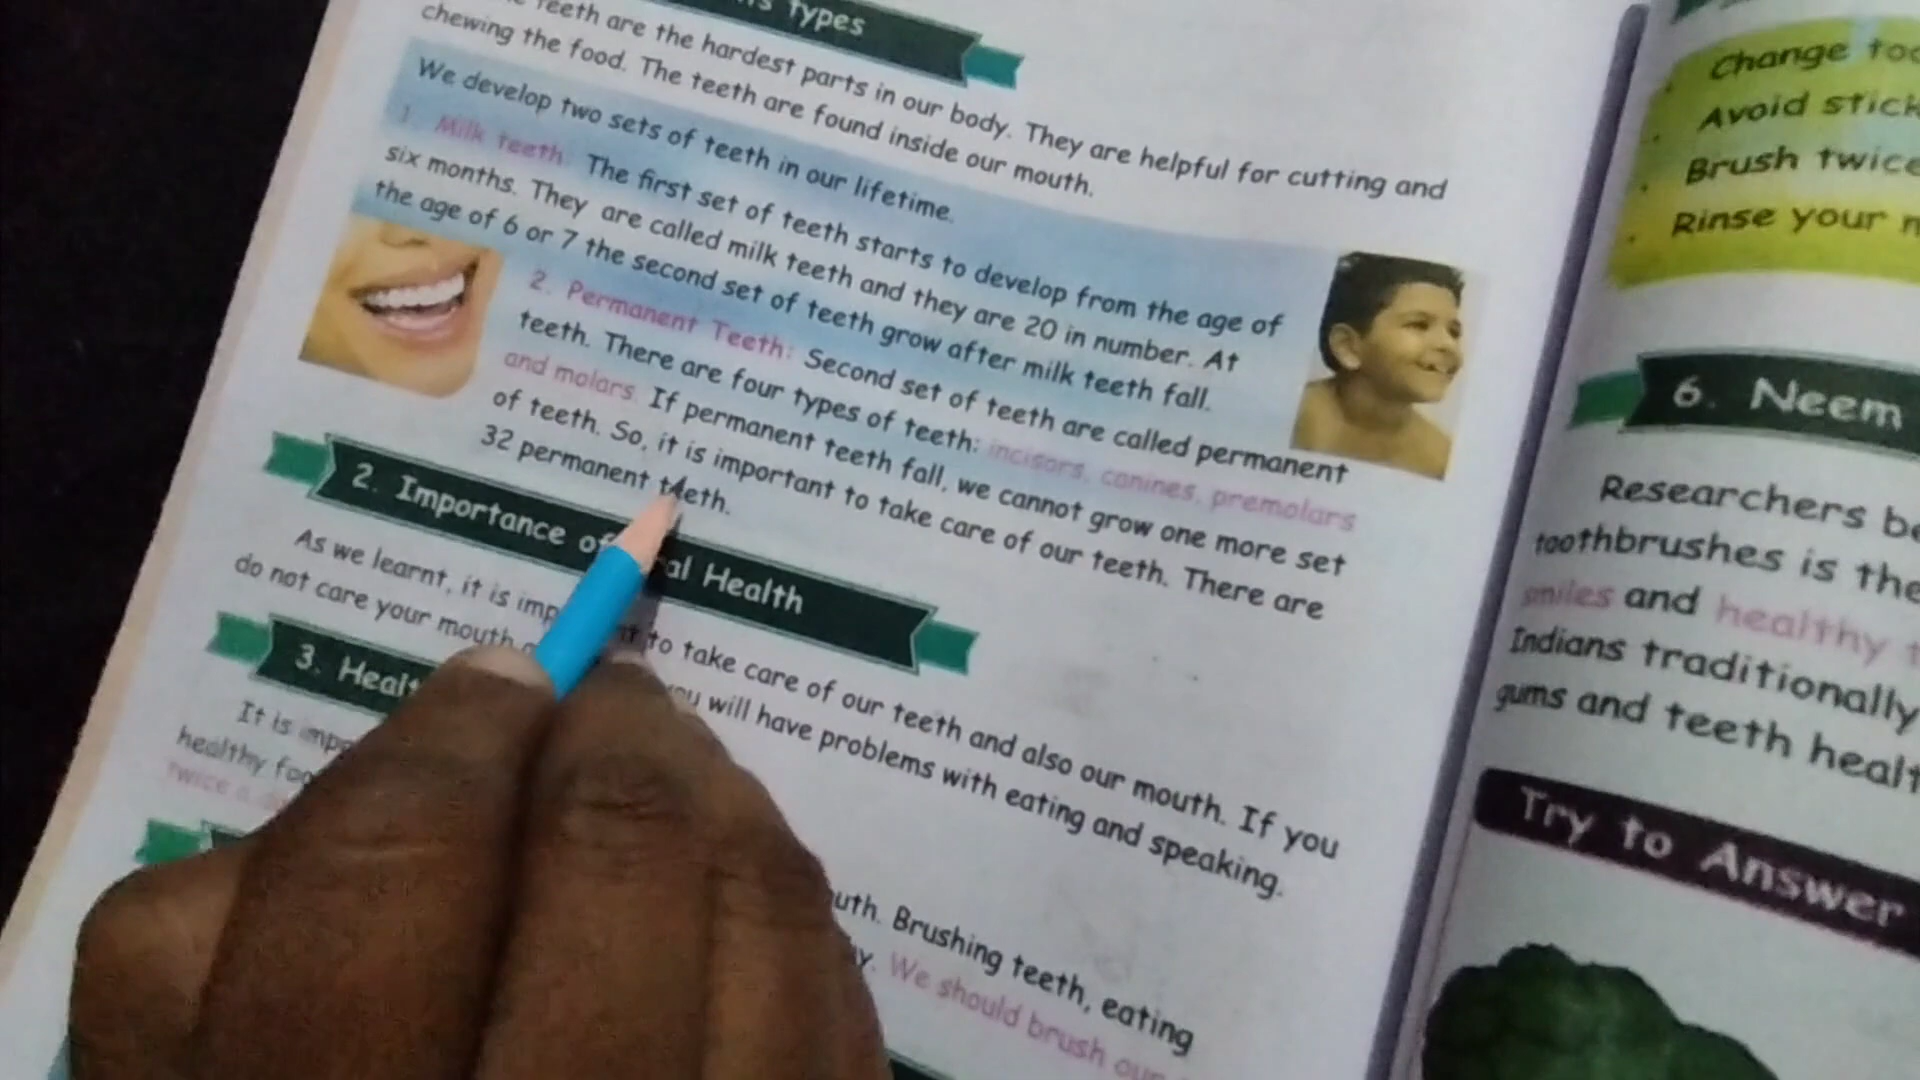 types
teeth are the hardest parts in our body. They are helpful for cutting and
chewing the food. The teeth are found inside our mouth.
We develop two sets of teeth in our lifetime.
1. Milk teeth: The first set of teeth starts to develop from the age of
six months. They are called milk teeth and they are 20 in number. At
the age of 6 or 7 the second set of teeth grow after milk teeth fall.
2. Permanent Teeth: Second set of teeth are called permanent
teeth. There are four types of teeth: incisors, canines, premolars
and molars. If permanent teeth fall, we cannot grow one more set
of teeth. So, it is important to take care of our teeth. There are
32 permanent teeth.
2. Importance of Health
As we learnt, it is to take care of our teeth and also our mouth. If you
do not care your mouth you will have problems with eating and speaking.
3.
It is
healthy
twice a
Brushing teeth, eating
We should brush our
Change
Avoid
Brush twice
Rinse your
6. Neem
Researchers
toothbrushes is the
smiles and healthy
Indians traditionally
gums and teeth
Try to Answer